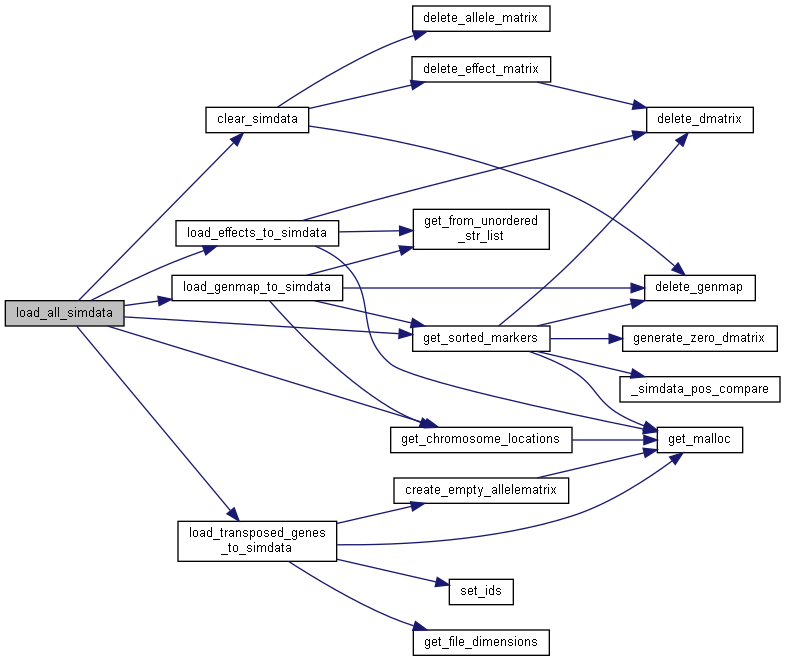 delete_allele_matrix
delete_effect_matrix
clear_simdata
delete_dmatrix
load_effects_to_simdata
get_from_unordered
_str_list
load_genmap_to_simdata
delete_genmap
load_all_simdata
get_sorted_markers
generate_zero_dmatrix
_simdata_pos_compare
get_chromosome_locations
get_malloc
create_empty_allelematrix
load_transposed_genes
_to_simdata
set_ids
get_file_dimensions